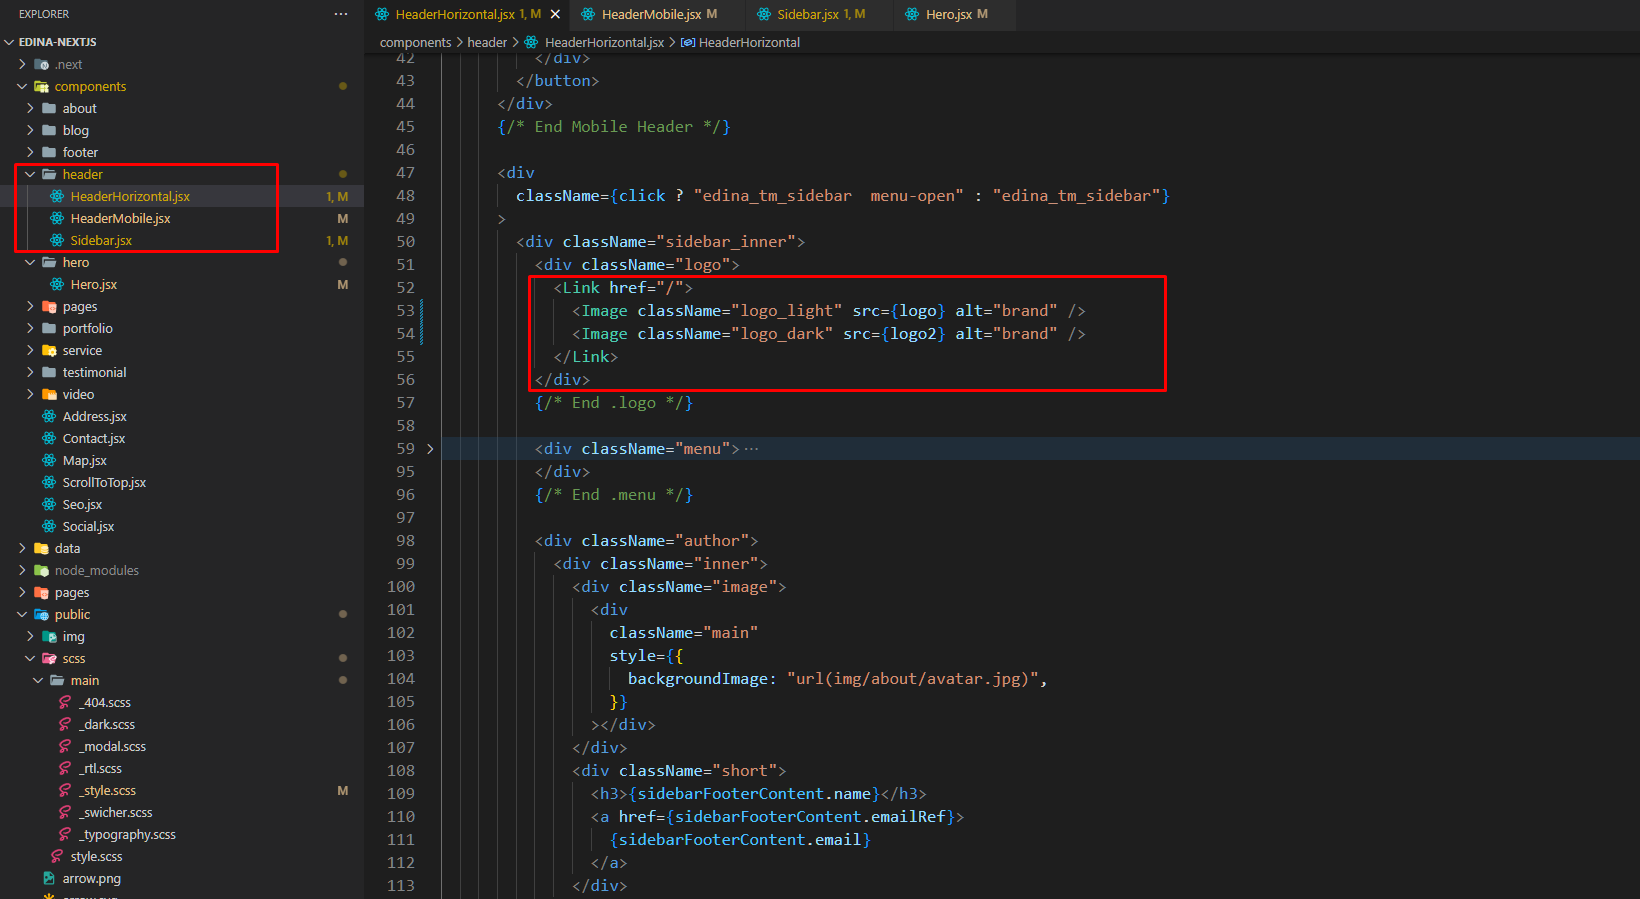 EXPLORER
EDINA-NEXTJS
.next
components
about
blog
footer
header
HeaderHorizontal.jsx 1, M
HeaderMobile.jsx M
Sidebar.jsx 1, M
hero
Hero.jsx M
pages
portfolio
service
testimonial
video
Address.jsx
Contact.jsx
Map.jsx
ScrollToTop.jsx
Seo.jsx
Social.jsx
data
node_modules
pages
public
img
scss
main
_404.scss
_dark.scss
_modal.scss
_rtl.scss
_style.scss M
_swicher.scss
_typography.scss
style.scss
arrow.png
HeaderHorizontal.jsx 1, M HeaderMobile.jsx M Sidebar.jsx 1, M Hero.jsx M
components > header > HeaderHorizontal.jsx > HeaderHorizontal
42 </div>
43 </button>
44 </div>
45 {/* End Mobile Header */}
46
47 <div
48 className={click ? "edina_tm_sidebar  menu-open" : "edina_tm_sidebar"}
49 >
50 <div className="sidebar_inner">
51 <div className="logo">
52 <Link href="/">
53 <Image className="logo_light" src={logo} alt="brand" />
54 <Image className="logo_dark" src={logo2} alt="brand" />
55 </Link>
56 </div>
57 {/* End .logo */}
58
59 <div className="menu">⋯
95 </div>
96 {/* End .menu */}
97
98 <div className="author">
99 <div className="inner">
100 <div className="image">
101 <div
102 className="main"
103 style={{
104 backgroundImage: "url(img/about/avatar.jpg)",
105 }}
106 ></div>
107 </div>
108 <div className="short">
109 <h3>{sidebarFooterContent.name}</h3>
110 <a href={sidebarFooterContent.emailRef}>
111 {sidebarFooterContent.email}
112 </a>
113 </div>